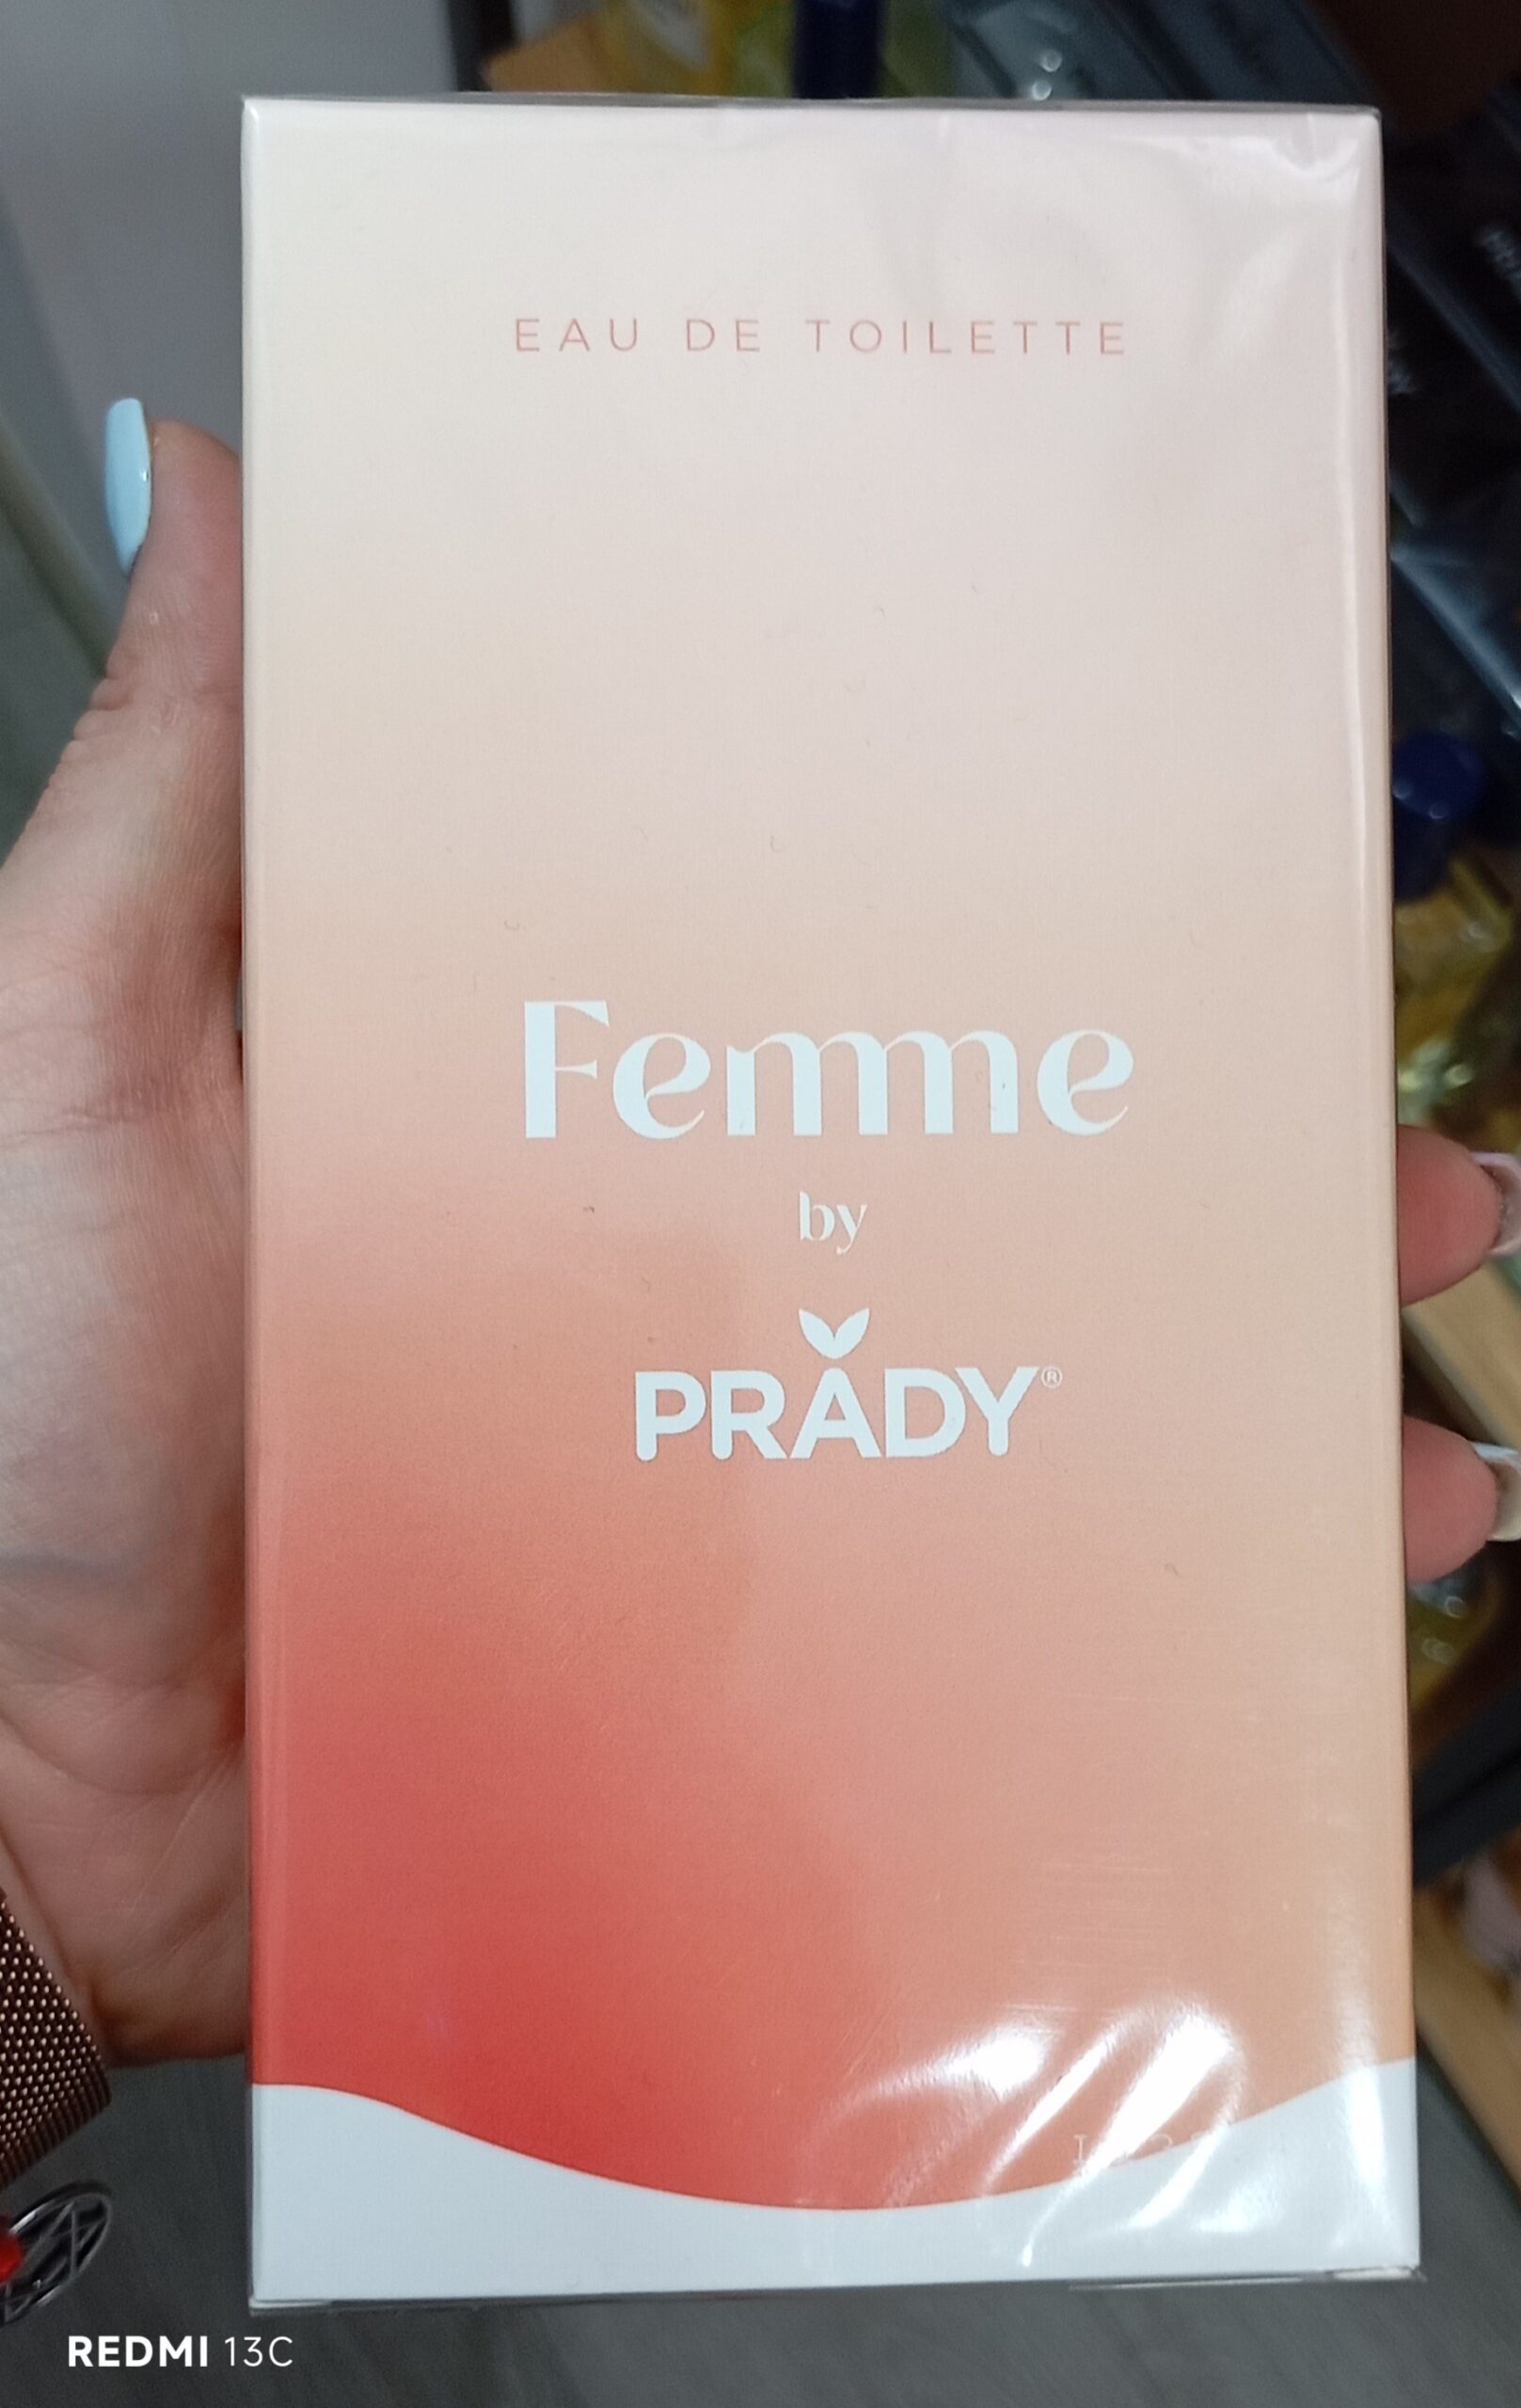 EAU DE TOILETTE
Femme
by
PRADY®
REDMI 13C